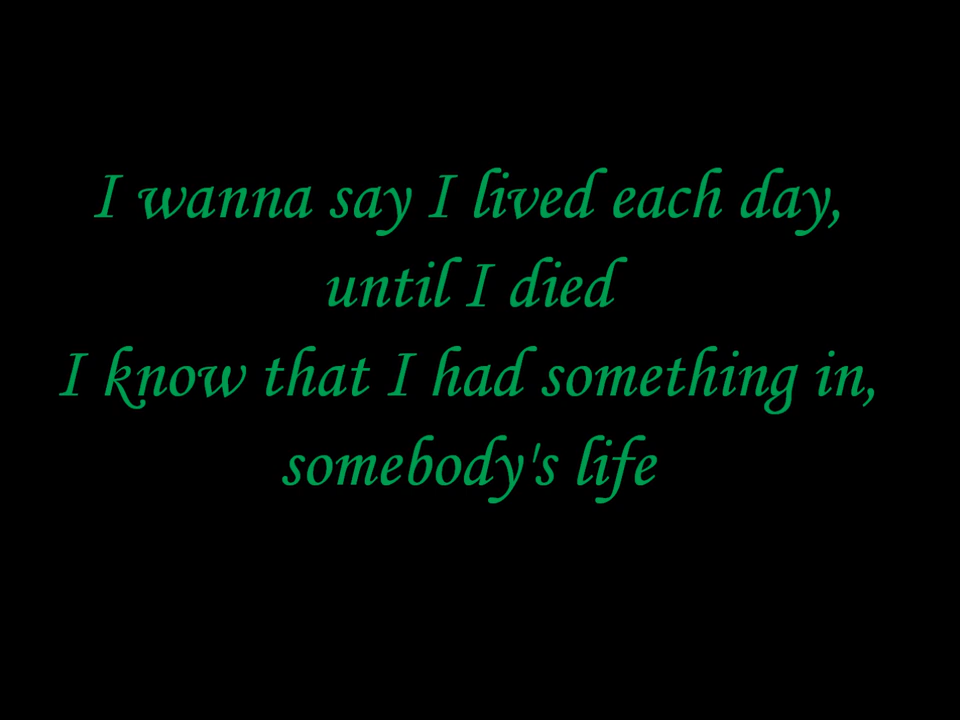 I wanna say I lived each day,
until I died
I know that I had something in,
somebody's life